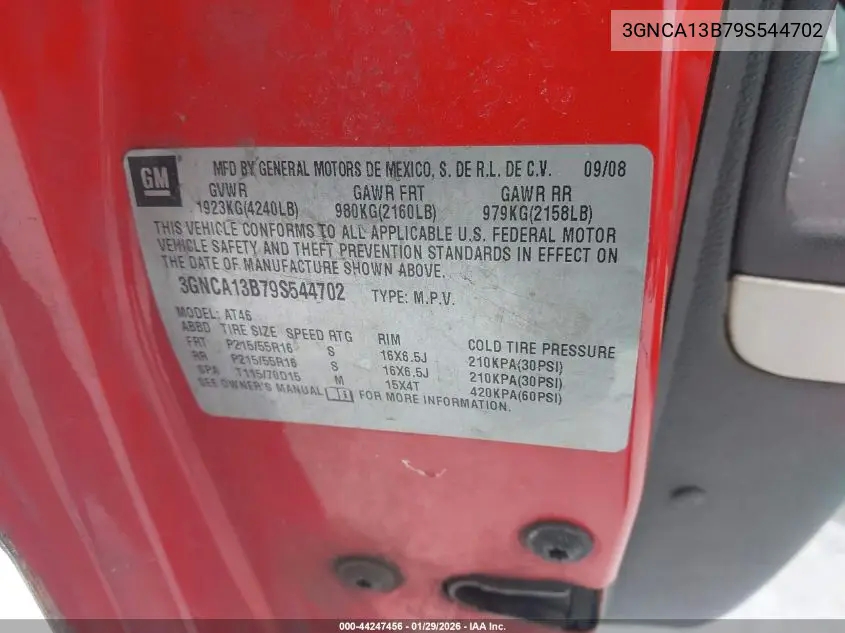 3GNCA13B79S544702
GM
MFD BY GENERAL MOTORS DE MEXICO, S. DE R.L. DE C.V. 09/08
GVWR GAWR FRT GAWR RR
1923KG(4240LB) 980KG(2160LB) 979KG(2158LB)
THIS VEHICLE CONFORMS TO ALL APPLICABLE U.S. FEDERAL MOTOR
VEHICLE SAFETY AND THEFT PREVENTION STANDARDS IN EFFECT ON
THE DATE OF MANUFACTURE SHOWN ABOVE.
3GNCA13B79S544702 TYPE: M.P.V.
MODEL: AT46
ABBD TIRE SIZE SPEED RTG RIM COLD TIRE PRESSURE
FRT P215/55R16 S 16X6.5J 210KPA(30PSI)
RR P215/55R16 S 16X6.5J 210KPA(30PSI)
SPA T115/70D15 M 15X4T 420KPA(60PSI)
SEE OWNER'S MANUAL FOR MORE INFORMATION.
000-44247456 - 01/29/2026 - IAA Inc.